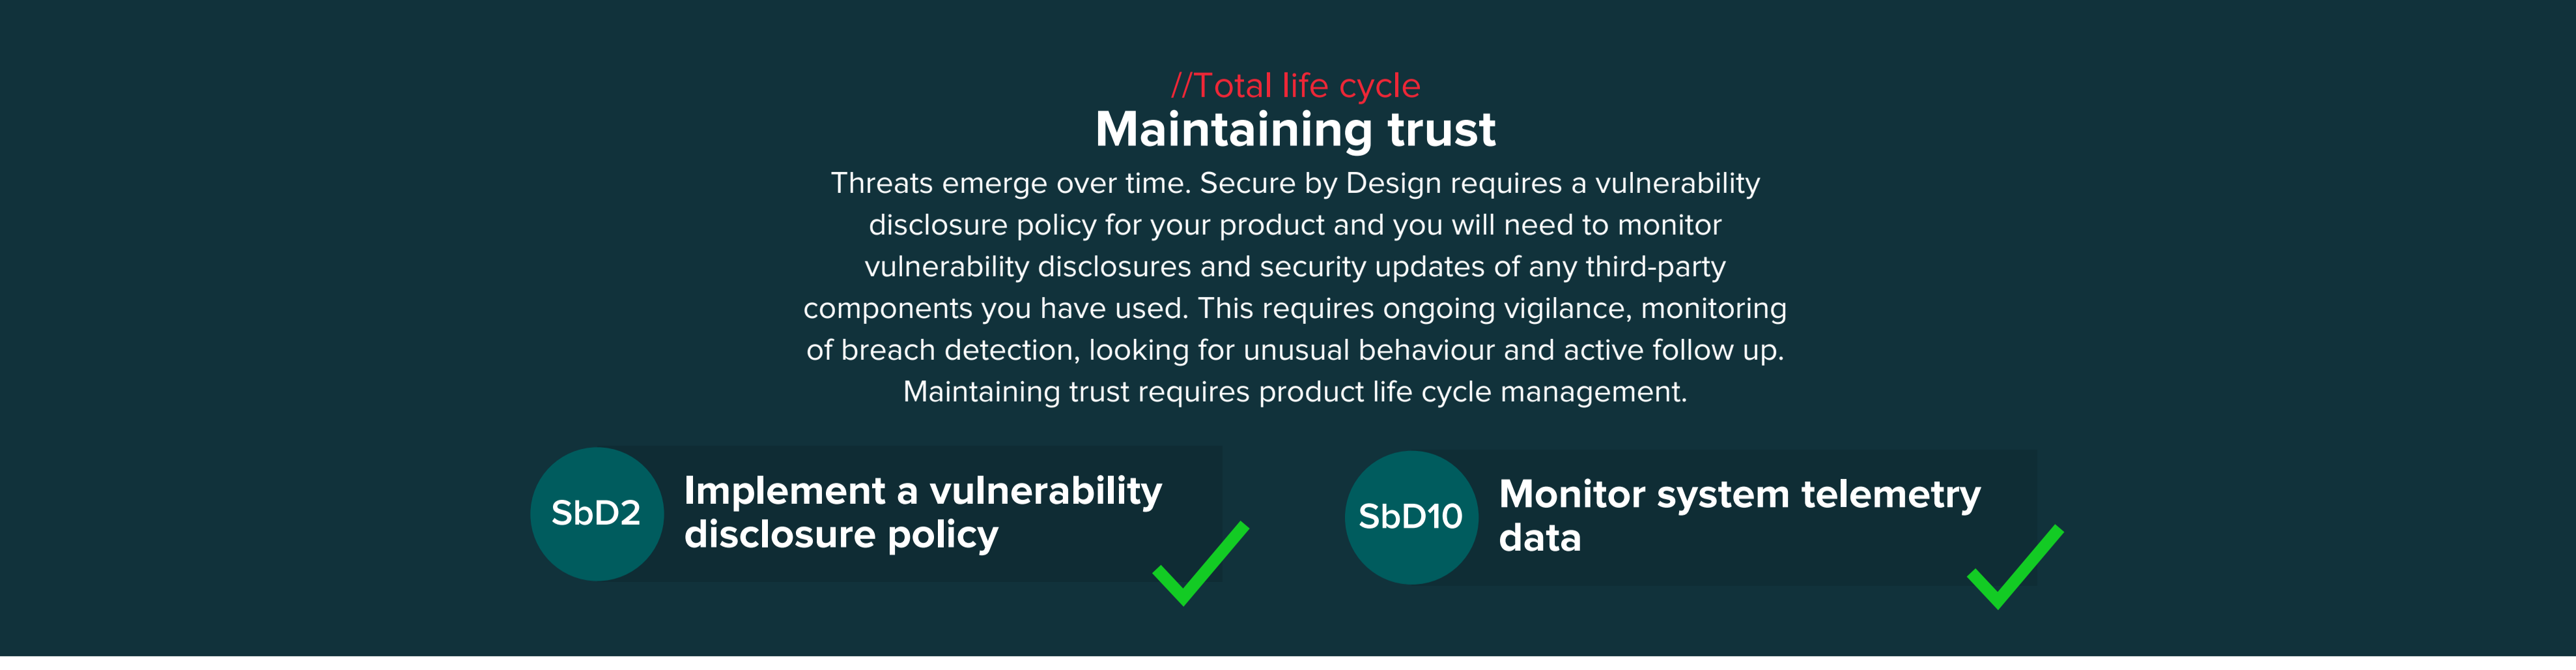 //Total life cycle
Maintaining trust
Threats emerge over time. Secure by Design requires a vulnerability
disclosure policy for your product and you will need to monitor
vulnerability disclosures and security updates of any third-party
components you have used. This requires ongoing vigilance, monitoring
of breach detection, looking for unusual behaviour and active follow up.
Maintaining trust requires product life cycle management.
SbD2
Implement a vulnerability
disclosure policy
SbD10
Monitor system telemetry
data